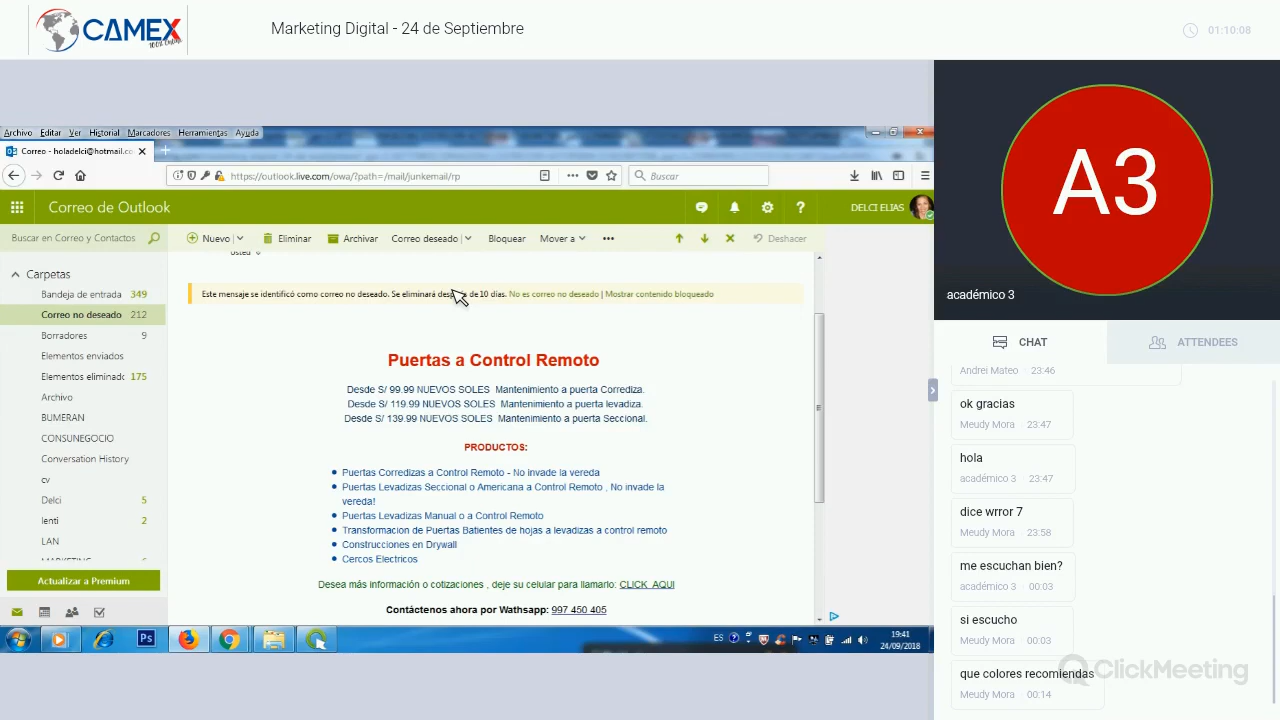 CAMEX
100% Online
Marketing Digital - 24 de Septiembre
01:10:08
Archivo Editar Ver Historial Marcadores Herramientas Ayuda
Correo - holadelci@hotmail.co
https://outlook.live.com/owa/?path=/mail/junkemail/rp
Buscar
Correo de Outlook
DELCI ELIAS
Buscar en Correo y Contactos
Nuevo
Eliminar
Archivar
Correo deseado
Bloquear
Mover a
Deshacer
Usted
Carpetas
Bandeja de entrada 349
Correo no deseado 212
Borradores 9
Elementos enviados
Elementos eliminadc 175
Archivo
BUMERAN
CONSUNEGOCIO
Conversation History
cv
Delci 5
lenti 2
LAN
MARKETING 6
Actualizar a Premium
Este mensaje se identificó como correo no deseado. Se eliminará después de 10 días. No es correo no deseado | Mostrar contenido bloqueado
Puertas a Control Remoto
Desde S/ 99.99 NUEVOS SOLES Mantenimiento a puerta Corrediza.
Desde S/ 119.99 NUEVOS SOLES Mantenimiento a puerta levadiza.
Desde S/ 139.99 NUEVOS SOLES Mantenimiento a puerta Seccional.
PRODUCTOS:
Puertas Corredizas a Control Remoto - No invade la vereda
Puertas Levadizas Seccional o Americana a Control Remoto , No invade la
vereda!
Puertas Levadizas Manual o a Control Remoto
Transformacion de Puertas Batientes de hojas a levadizas a control remoto
Construcciones en Drywall
Cercos Electricos
Desea más información o cotizaciones , deje su celular para llamarlo: CLICK AQUI
Contáctenos ahora por Wathsapp: 997 450 405
Ps
ES
19:41
24/09/2018
A3
académico 3
CHAT
ATTENDEES
Andrei Mateo 23:46
ok gracias
Meudy Mora 23:47
hola
académico 3 23:47
dice wrror 7
Meudy Mora 23:58
me escuchan bien?
académico 3 00:03
si escucho
Meudy Mora 00:03
que colores recomiendas
Meudy Mora 00:14
ClickMeeting